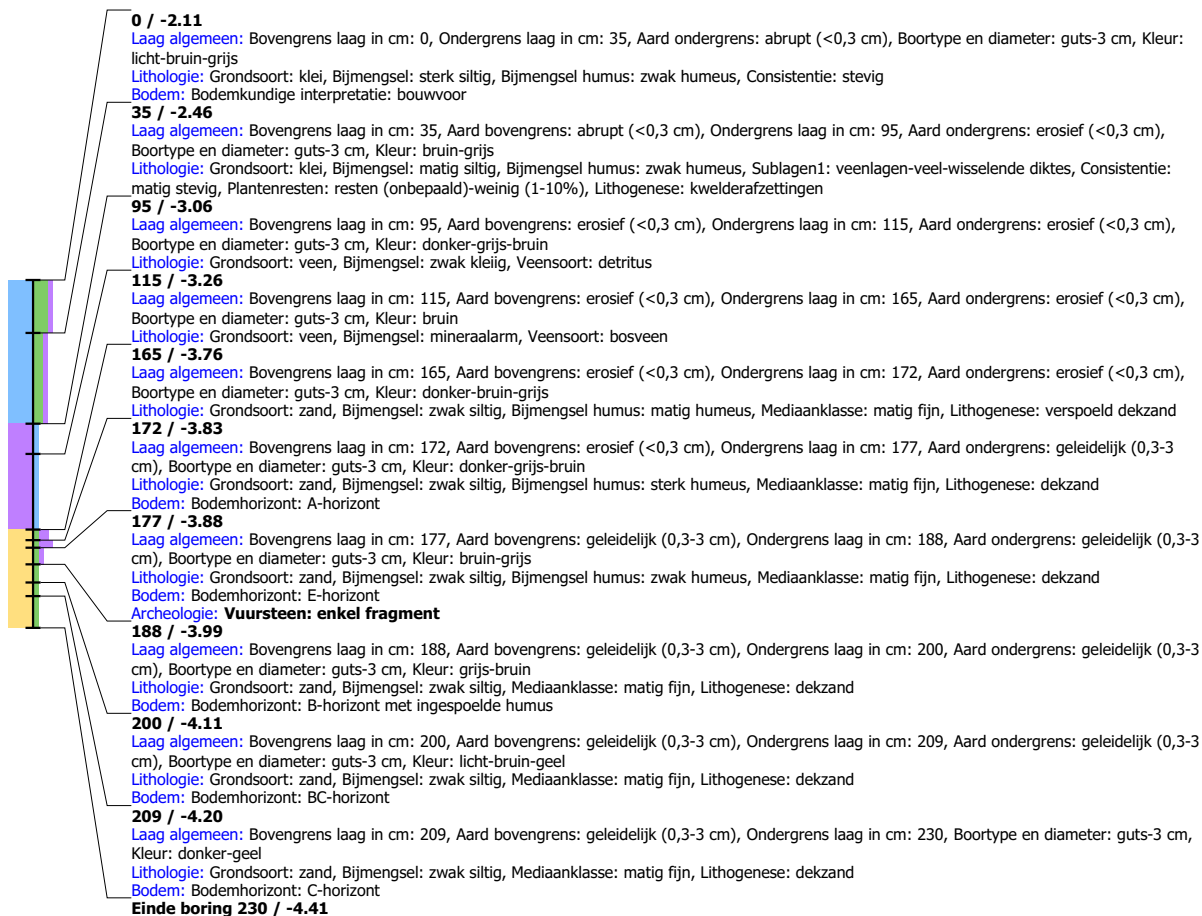 0 / -2.11
Laag algemeen: Bovengrens laag in cm: 0, Ondergrens laag in cm: 35, Aard ondergrens: abrupt (<0,3 cm), Boortype en diameter: guts-3 cm, Kleur:
licht-bruin-grijs
Lithologie: Grondsoort: klei, Bijmengsel: sterk siltig, Bijmengsel humus: zwak humeus, Consistentie: stevig
Bodem: Bodemkundige interpretatie: bouwvoor
35 / -2.46
Laag algemeen: Bovengrens laag in cm: 35, Aard bovengrens: abrupt (<0,3 cm), Ondergrens laag in cm: 95, Aard ondergrens: erosief (<0,3 cm),
Boortype en diameter: guts-3 cm, Kleur: bruin-grijs
Lithologie: Grondsoort: klei, Bijmengsel: matig siltig, Bijmengsel humus: zwak humeus, Sublagen1: veenlagen-veel-wisselende diktes, Consistentie:
matig stevig, Plantenresten: resten (onbepaald)-weinig (1-10%), Lithogenese: kwelderafzettingen
95 / -3.06
Laag algemeen: Bovengrens laag in cm: 95, Aard bovengrens: erosief (<0,3 cm), Ondergrens laag in cm: 115, Aard ondergrens: erosief (<0,3 cm),
Boortype en diameter: guts-3 cm, Kleur: donker-grijs-bruin
Lithologie: Grondsoort: veen, Bijmengsel: zwak kleiig, Veensoort: detritus
115 / -3.26
Laag algemeen: Bovengrens laag in cm: 115, Aard bovengrens: erosief (<0,3 cm), Ondergrens laag in cm: 165, Aard ondergrens: erosief (<0,3 cm),
Boortype en diameter: guts-3 cm, Kleur: bruin
Lithologie: Grondsoort: veen, Bijmengsel: mineraalarm, Veensoort: bosveen
165 / -3.76
Laag algemeen: Bovengrens laag in cm: 165, Aard bovengrens: erosief (<0,3 cm), Ondergrens laag in cm: 172, Aard ondergrens: erosief (<0,3 cm),
Boortype en diameter: guts-3 cm, Kleur: donker-bruin-grijs
Lithologie: Grondsoort: zand, Bijmengsel: zwak siltig, Bijmengsel humus: matig humeus, Mediaanklasse: matig fijn, Lithogenese: verspoeld dekzand
172 / -3.83
Laag algemeen: Bovengrens laag in cm: 172, Aard bovengrens: erosief (<0,3 cm), Ondergrens laag in cm: 177, Aard ondergrens: geleidelijk (0,3-3
cm), Boortype en diameter: guts-3 cm, Kleur: donker-grijs-bruin
Lithologie: Grondsoort: zand, Bijmengsel: zwak siltig, Bijmengsel humus: sterk humeus, Mediaanklasse: matig fijn, Lithogenese: dekzand
Bodem: Bodemhorizont: A-horizont
177 / -3.88
Laag algemeen: Bovengrens laag in cm: 177, Aard bovengrens: geleidelijk (0,3-3 cm), Ondergrens laag in cm: 188, Aard ondergrens: geleidelijk (0,3-3
cm), Boortype en diameter: guts-3 cm, Kleur: bruin-grijs
Lithologie: Grondsoort: zand, Bijmengsel: zwak siltig, Bijmengsel humus: zwak humeus, Mediaanklasse: matig fijn, Lithogenese: dekzand
Bodem: Bodemhorizont: E-horizont
Archeologie: Vuursteen: enkel fragment
188 / -3.99
Laag algemeen: Bovengrens laag in cm: 188, Aard bovengrens: geleidelijk (0,3-3 cm), Ondergrens laag in cm: 200, Aard ondergrens: geleidelijk (0,3-3
cm), Boortype en diameter: guts-3 cm, Kleur: grijs-bruin
Lithologie: Grondsoort: zand, Bijmengsel: zwak siltig, Mediaanklasse: matig fijn, Lithogenese: dekzand
Bodem: Bodemhorizont: B-horizont met ingespoelde humus
200 / -4.11
Laag algemeen: Bovengrens laag in cm: 200, Aard bovengrens: geleidelijk (0,3-3 cm), Ondergrens laag in cm: 209, Aard ondergrens: geleidelijk (0,3-3
cm), Boortype en diameter: guts-3 cm, Kleur: licht-bruin-geel
Lithologie: Grondsoort: zand, Bijmengsel: zwak siltig, Mediaanklasse: matig fijn, Lithogenese: dekzand
Bodem: Bodemhorizont: BC-horizont
209 / -4.20
Laag algemeen: Bovengrens laag in cm: 209, Aard bovengrens: geleidelijk (0,3-3 cm), Ondergrens laag in cm: 230, Boortype en diameter: guts-3 cm,
Kleur: donker-geel
Lithologie: Grondsoort: zand, Bijmengsel: zwak siltig, Mediaanklasse: matig fijn, Lithogenese: dekzand
Bodem: Bodemhorizont: C-horizont
Einde boring 230 / -4.41